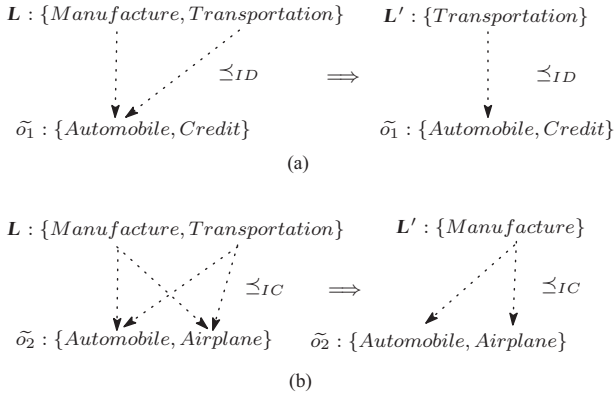 L : {Manufacture, Transportation} L′ : {Transportation}
⪯ID ⟹ ⪯ID
õ1 : {Automobile, Credit} õ1 : {Automobile, Credit}
(a)
L : {Manufacture, Transportation} L′ : {Manufacture}
⪯IC ⟹ ⪯IC
õ2 : {Automobile, Airplane} õ2 : {Automobile, Airplane}
(b)